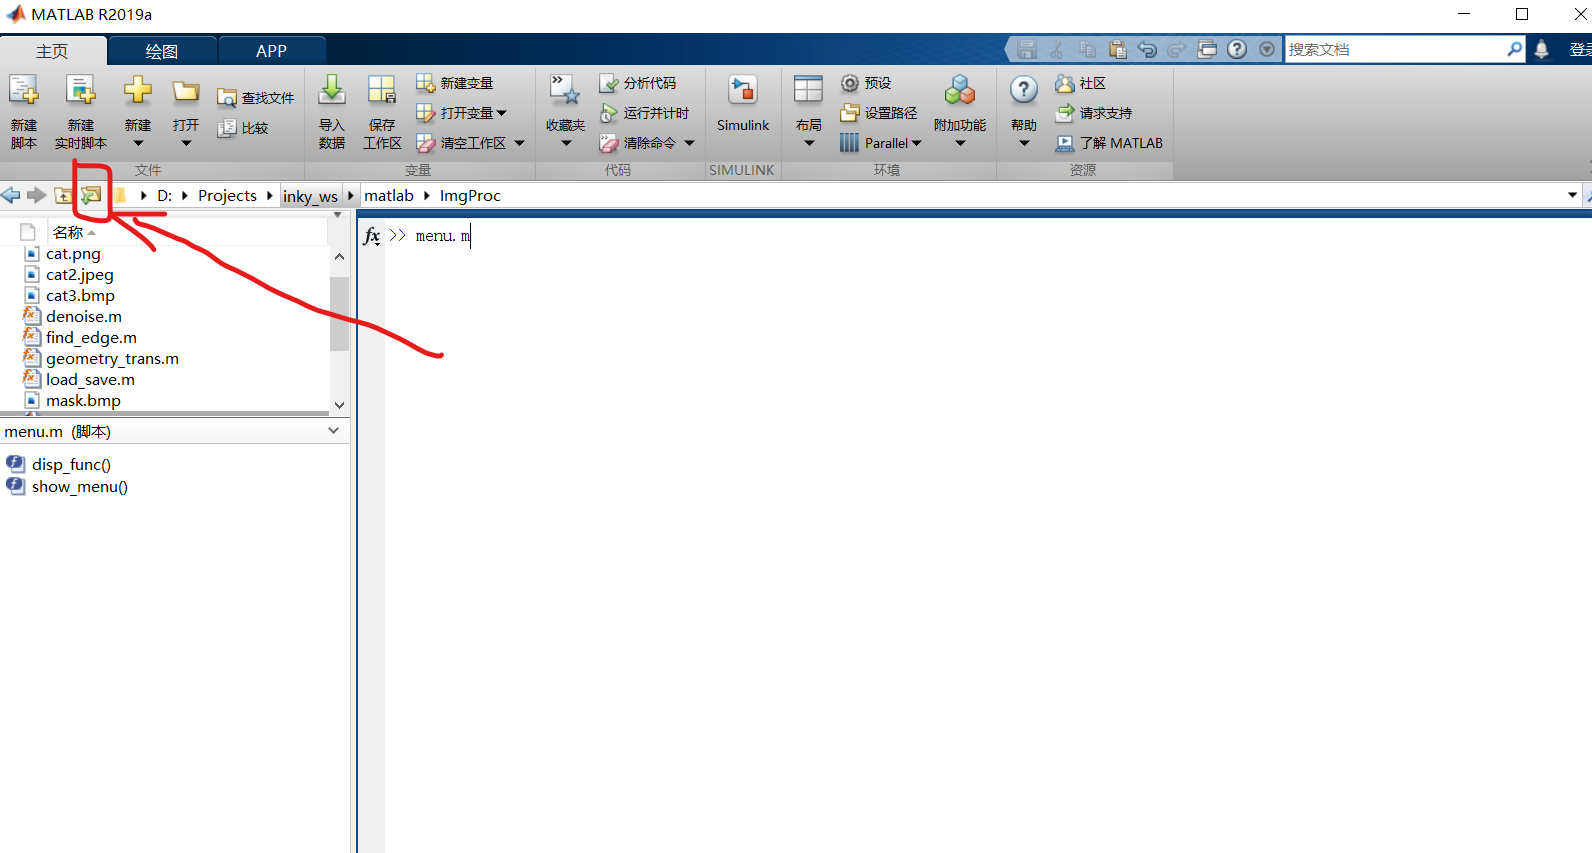 MATLAB R2019a
主页 绘图 APP
搜索文档
登录
新建
脚本
新建
实时脚本
新建
打开
查找文件
比较
文件
导入
数据
保存
工作区
新建变量
打开变量
清空工作区
变量
收藏夹
分析代码
运行并计时
清除命令
代码
Simulink
SIMULINK
布局
预设
设置路径
Parallel
附加功能
环境
帮助
社区
请求支持
了解 MATLAB
资源
D: Projects inky_ws matlab ImgProc
名称
cat.png
cat2.jpeg
cat3.bmp
denoise.m
find_edge.m
geometry_trans.m
load_save.m
mask.bmp
menu.m (脚本)
disp_func()
show_menu()
fx >> menu.m